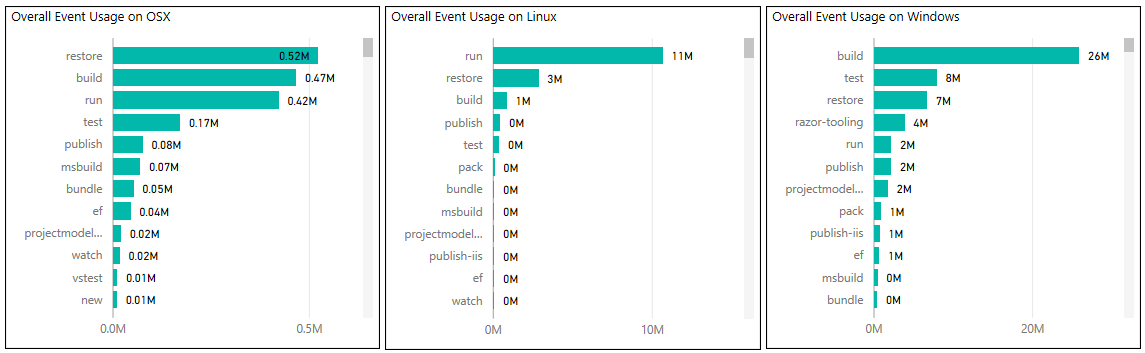 Overall Event Usage on OSX
restore 0.52M
build 0.47M
run 0.42M
test 0.17M
publish 0.08M
msbuild 0.07M
bundle 0.05M
ef 0.04M
projectmodel... 0.02M
watch 0.02M
vstest 0.01M
new 0.01M
0.0M 0.5M
Overall Event Usage on Linux
run 11M
restore 3M
build 1M
publish 0M
test 0M
pack 0M
bundle 0M
msbuild 0M
projectmodel... 0M
publish-iis 0M
ef 0M
watch 0M
0M 10M
Overall Event Usage on Windows
build 26M
test 8M
restore 7M
razor-tooling 4M
run 2M
publish 2M
projectmodel... 2M
pack 1M
publish-iis 1M
ef 1M
msbuild 0M
bundle 0M
0M 20M